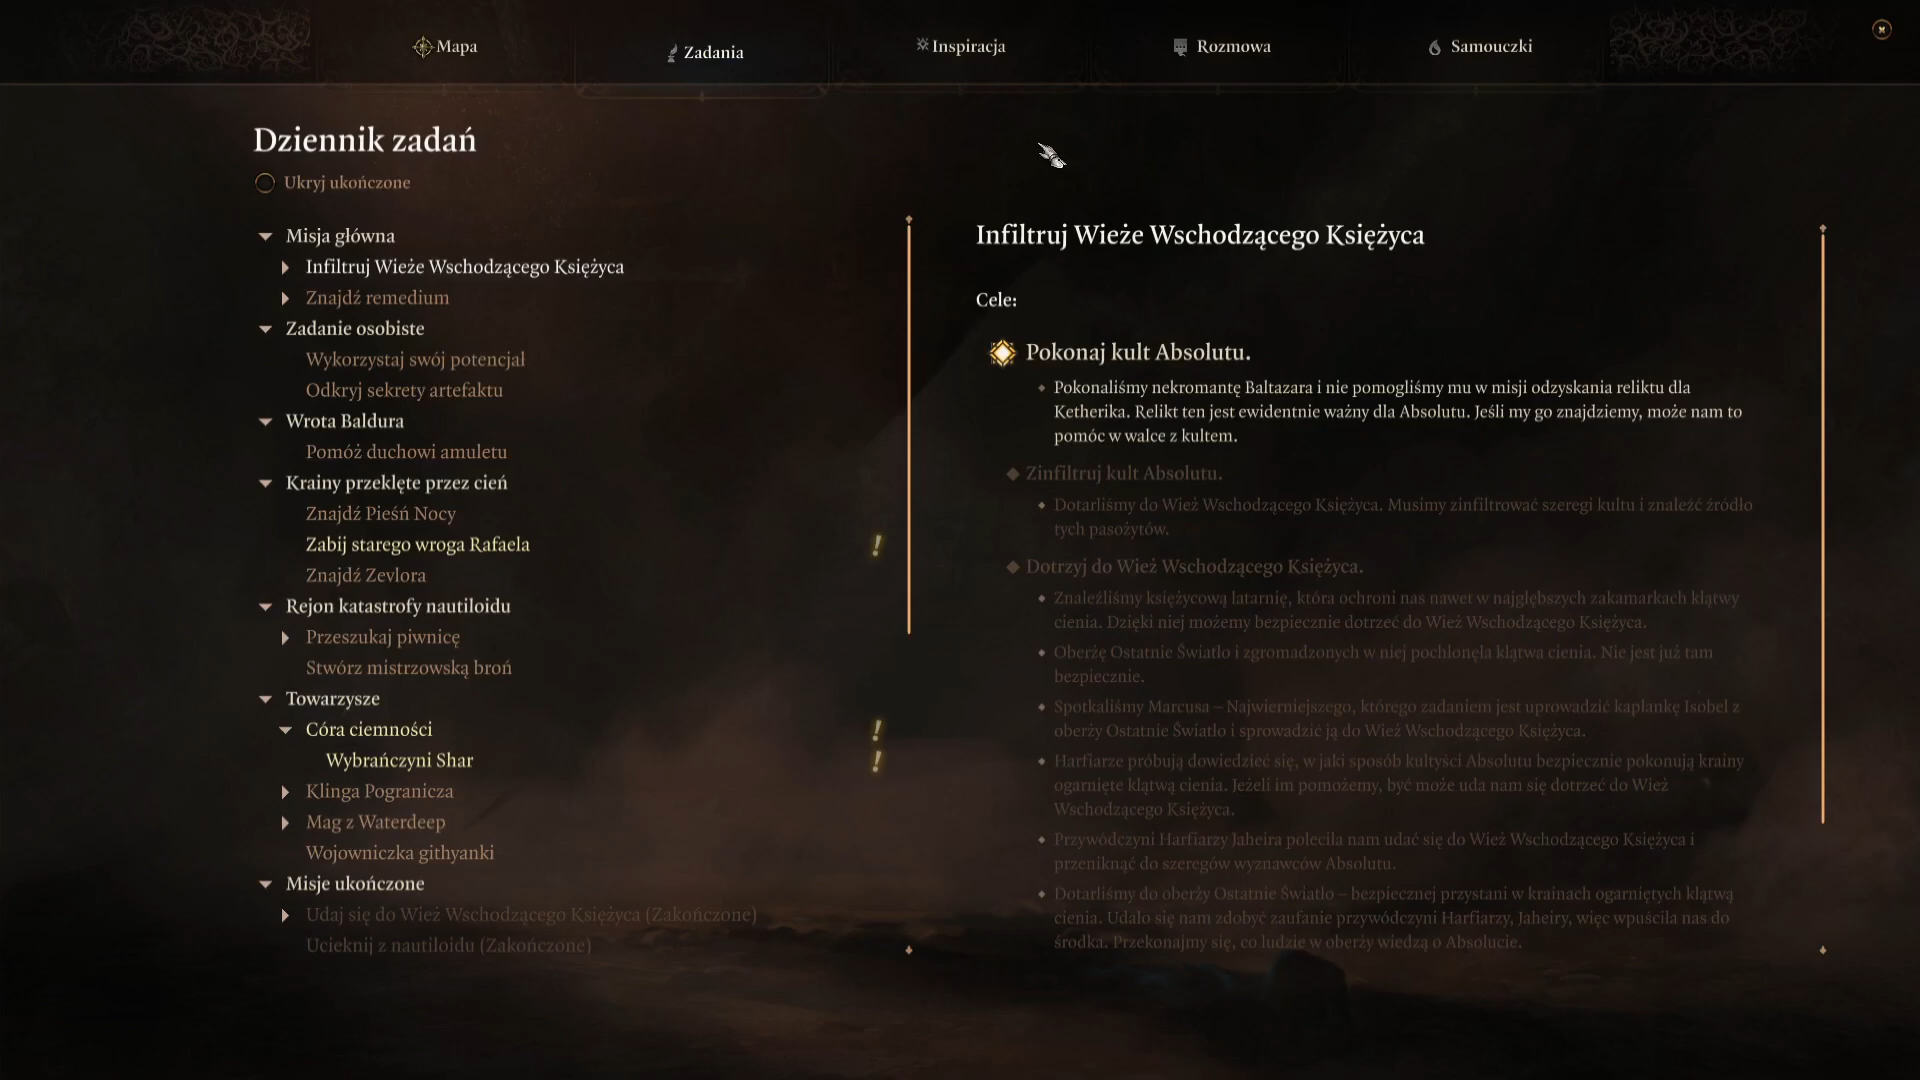 Mapa
Zadania
Inspiracja
Rozmowa
Samouczki
Dziennik zadań
Ukryj ukończone
Misja główna
Infiltruj Wieże Wschodzącego Księżyca
Znajdź remedium
Zadanie osobiste
Wykorzystaj swój potencjał
Odkryj sekrety artefaktu
Wrota Baldura
Pomóż duchowi amuletu
Krainy przeklęte przez cień
Znajdź Pieśń Nocy
Zabij starego wroga Rafaela
Znajdź Zevlora
Rejon katastrofy nautiloidu
Przeszukaj piwnicę
Stwórz mistrzowską broń
Towarzysze
Córa ciemności
Wybrańczyni Shar
Klinga Pogranicza
Mag z Waterdeep
Wojowniczka githyanki
Misje ukończone
Udaj się do Wież Wschodzącego Księżyca (Zakończone)
Ucieknij z nautiloidu (Zakończone)
Infiltruj Wieże Wschodzącego Księżyca
Cele:
Pokonaj kult Absolutu.
Pokonaliśmy nekromantę Baltazara i nie pomogliśmy mu w misji odzyskania reliktu dla
Ketherika. Relikt ten jest ewidentnie ważny dla Absolutu. Jeśli my go znajdziemy, może nam to
pomóc w walce z kultem.
Zinfiltruj kult Absolutu.
Dotarliśmy do Wież Wschodzącego Księżyca. Musimy zinfiltrować szeregi kultu i znaleźć źródło
tych pasożytów.
Dotrzyj do Wież Wschodzącego Księżyca.
Znaleźliśmy księżycową latarnię, która ochroni nas nawet w najgłębszych zakamarkach klątwy
cienia. Dzięki niej możemy bezpiecznie dotrzeć do Wież Wschodzącego Księżyca.
Oberżę Ostatnie Światło i zgromadzonych w niej pochłonęła klątwa cienia. Nie jest już tam
bezpiecznie.
Spotkaliśmy Marcusa – Najwierniejszego, którego zadaniem jest uprowadzić kapłankę Isobel z
oberży Ostatnie Światło i sprowadzić ją do Wież Wschodzącego Księżyca.
Harfiarze próbują dowiedzieć się, w jaki sposób kultyści Absolutu bezpiecznie pokonują krainy
ogarnięte klątwą cienia. Jeżeli im pomożemy, być może uda nam się dotrzeć do Wież
Wschodzącego Księżyca.
Przywódczyni Harfiarzy Jaheira poleciła nam udać się do Wież Wschodzącego Księżyca i
przeniknąć do szeregów wyznawców Absolutu.
Dotarliśmy do oberży Ostatnie Światło – bezpiecznej przystani w krainach ogarniętych klątwą
cienia. Udało się nam zdobyć zaufanie przywódczyni Harfiarzy, Jaheiry, więc wpuściła nas do
środka. Przekonajmy się, co ludzie w oberży wiedzą o Absolucie.